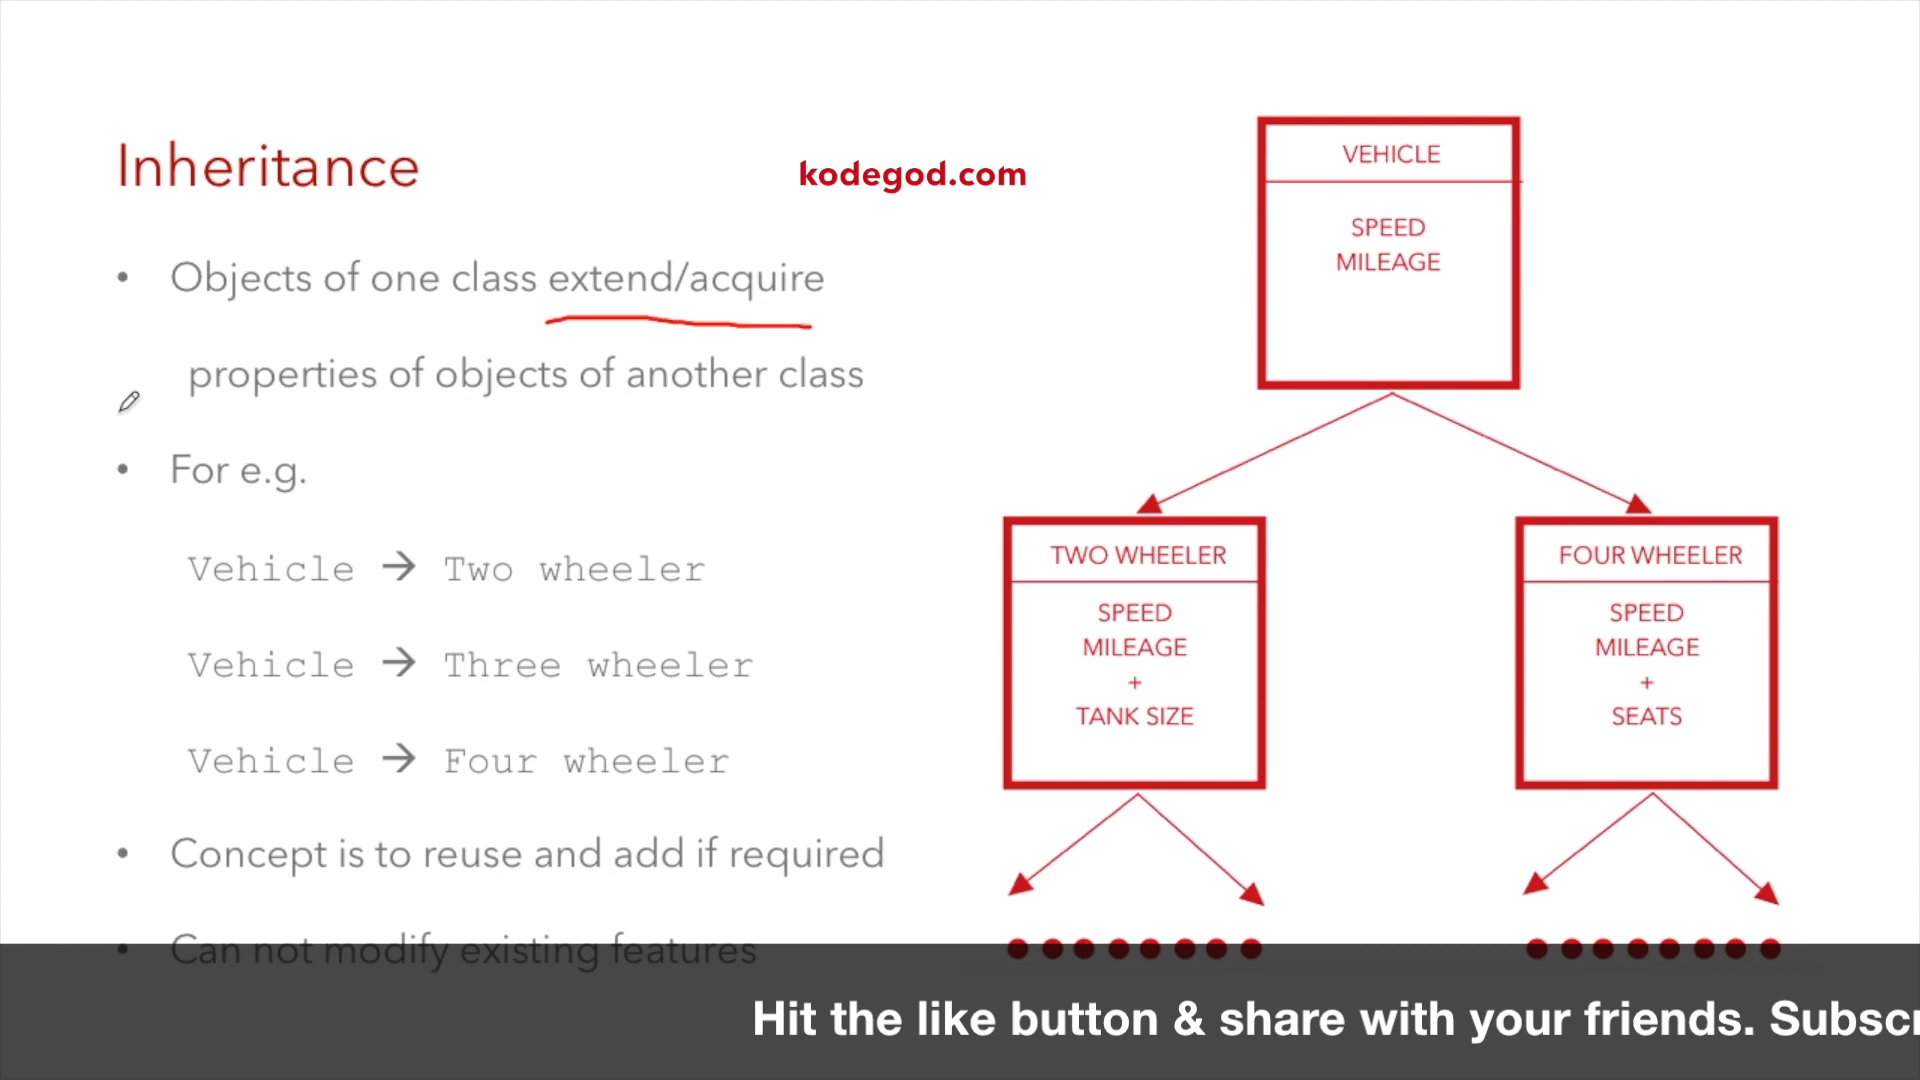 Inheritance
kodegod.com
• Objects of one class extend/acquire
properties of objects of another class
• For e.g.
Vehicle → Two wheeler
Vehicle → Three wheeler
Vehicle → Four wheeler
• Concept is to reuse and add if required
• Can not modify existing features
VEHICLE
SPEED
MILEAGE
TWO WHEELER
SPEED
MILEAGE
+
TANK SIZE
FOUR WHEELER
SPEED
MILEAGE
+
SEATS
Hit the like button & share with your friends. Subscr